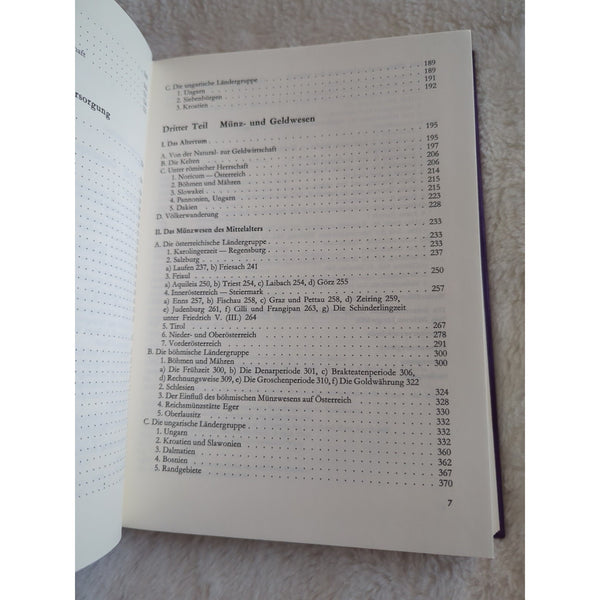 haft
rsorgung
C. Die ungarische Ländergruppe . . . 189
1. Ungarn . . . 189
2. Siebenbürgen . . . 191
3. Kroatien . . . 192
Dritter Teil Münz- und Geldwesen
I. Das Altertum . . . 195
A. Von der Natural- zur Geldwirtschaft . . . 195
B. Die Kelten . . . 197
C. Unter römischer Herrschaft . . . 206
1. Noricum — Österreich . . . 206
2. Böhmen und Mähren . . . 214
3. Slowakei . . . 215
4. Pannonien, Ungarn . . . 215
5. Dakien . . . 223
D. Völkerwanderung . . . 228
II. Das Münzwesen des Mittelalters . . . 233
A. Die österreichische Ländergruppe . . . 233
1. Karolingerzeit — Regensburg . . . 233
2. Salzburg . . . 237
a) Laufen 237, b) Friesach 241
3. Friaul . . . 250
a) Aquileia 250, b) Triest 254, c) Laibach 254, d) Görz 255
4. Innerösterreich — Steiermark . . . 257
a) Enns 257, b) Fischau 258, c) Graz und Pettau 258, d) Zeiring 259,
e) Judenburg 261, f) Cilli und Frangipan 263, g) Die Schinderlingzeit
unter Friedrich V. (III.) 264
5. Tirol . . . 267
6. Nieder- und Oberösterreich . . . 278
7. Vorderösterreich . . . 291
B. Die böhmische Ländergruppe . . . 300
1. Böhmen und Mähren . . . 300
a) Die Frühzeit 300, b) Die Denarperiode 301, c) Brakteatenperiode 306,
d) Rechnungsweise 309, e) Die Groschenperiode 310, f) Die Goldwährung 322
2. Schlesien . . . 324
3. Der Einfluß des böhmischen Münzwesens auf Österreich . . . 328
4. Reichsmünzstätte Eger . . . 330
5. Oberlausitz . . . 332
C. Die ungarische Ländergruppe . . . 332
1. Ungarn . . . 332
2. Kroatien und Slawonien . . . 360
3. Dalmatien . . . 362
4. Bosnien . . . 367
5. Randgebiete . . . 370
7